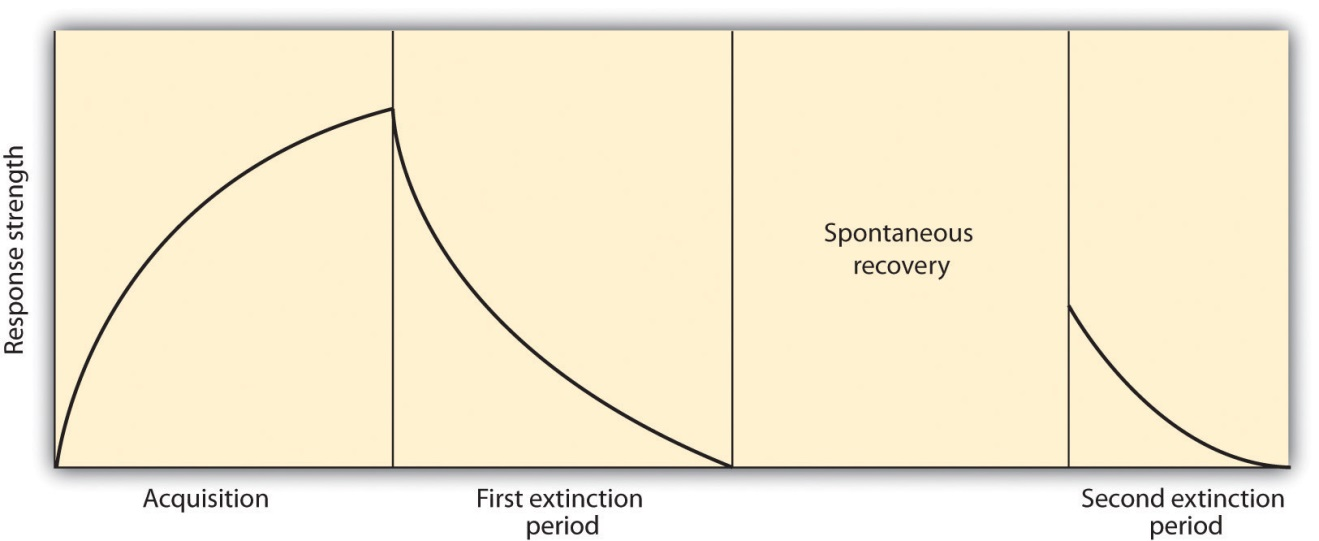 Response strength
Spontaneous
recovery
Acquisition
First extinction
period
Second extinction
period